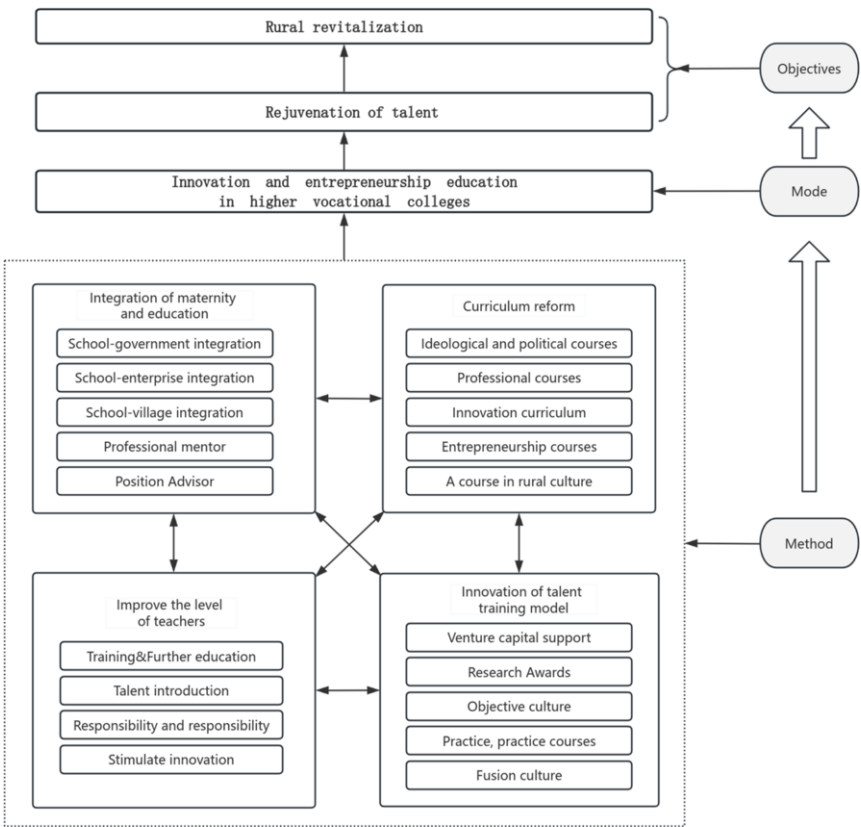 Rural revitalization
Objectives
Rejuvenation of talent
Innovation and entrepreneurship education
in higher vocational colleges
Mode
Integration of maternity
and education
School-government integration
School-enterprise integration
School-village integration
Professional mentor
Position Advisor
Curriculum reform
Ideological and political courses
Professional courses
Innovation curriculum
Entrepreneurship courses
A course in rural culture
Method
Improve the level
of teachers
Training&Further education
Talent introduction
Responsibility and responsibility
Stimulate innovation
Innovation of talent
training model
Venture capital support
Research Awards
Objective culture
Practice, practice courses
Fusion culture